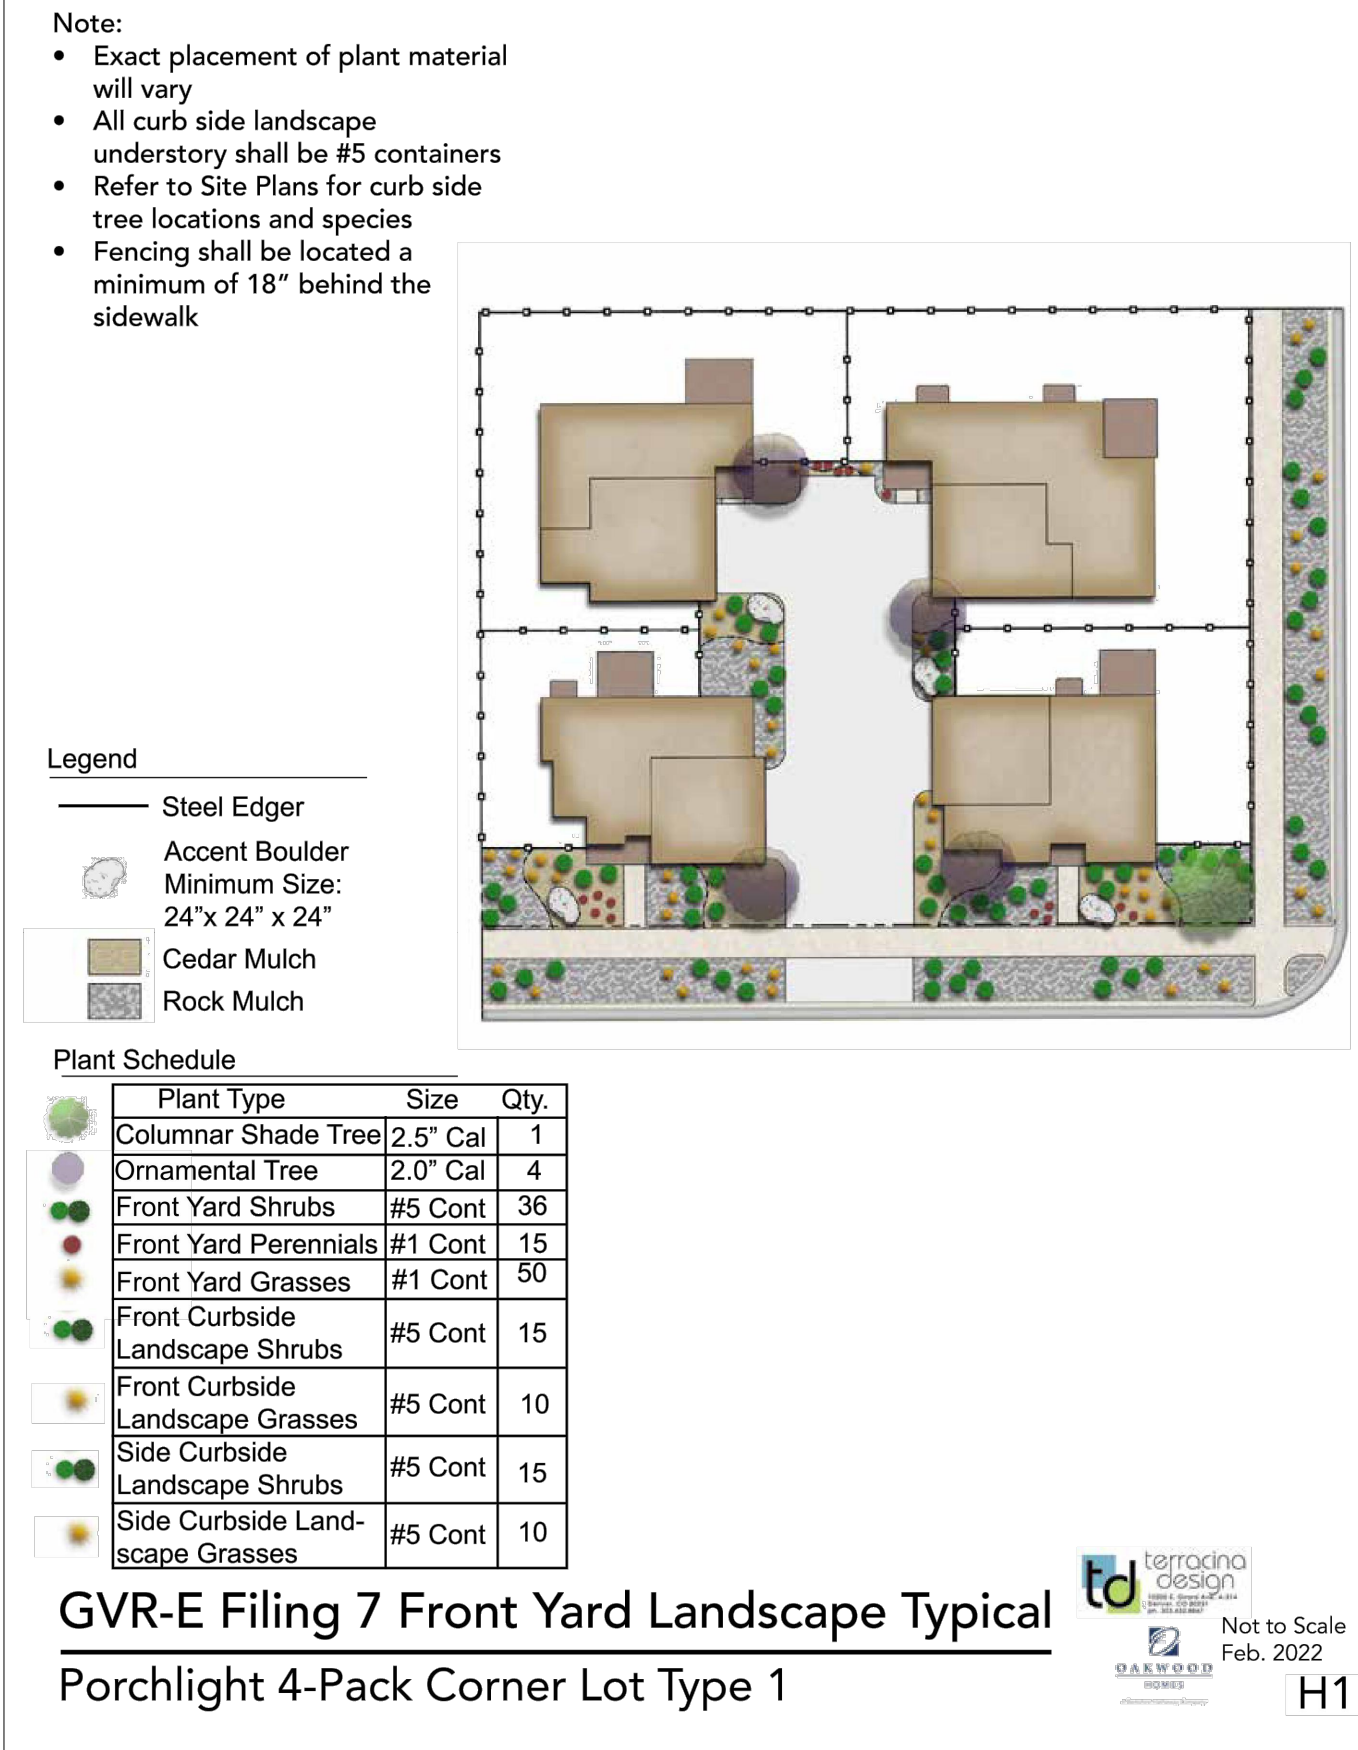 Note:
• Exact placement of plant material
will vary
• All curb side landscape
understory shall be #5 containers
• Refer to Site Plans for curb side
tree locations and species
• Fencing shall be located a
minimum of 18" behind the
sidewalk
Legend
Steel Edger
Accent Boulder
Minimum Size:
24"x 24" x 24"
Cedar Mulch
Rock Mulch
Plant Schedule
Plant Type Size Qty.
Columnar Shade Tree 2.5" Cal 1
Ornamental Tree 2.0" Cal 4
Front Yard Shrubs #5 Cont 36
Front Yard Perennials #1 Cont 15
Front Yard Grasses #1 Cont 50
Front Curbside
Landscape Shrubs #5 Cont 15
Front Curbside
Landscape Grasses #5 Cont 10
Side Curbside
Landscape Shrubs #5 Cont 15
Side Curbside Land-
scape Grasses #5 Cont 10
GVR-E Filing 7 Front Yard Landscape Typical
Porchlight 4-Pack Corner Lot Type 1
td terracina
design
OAKWOOD
HOMES
Not to Scale
Feb. 2022
H1